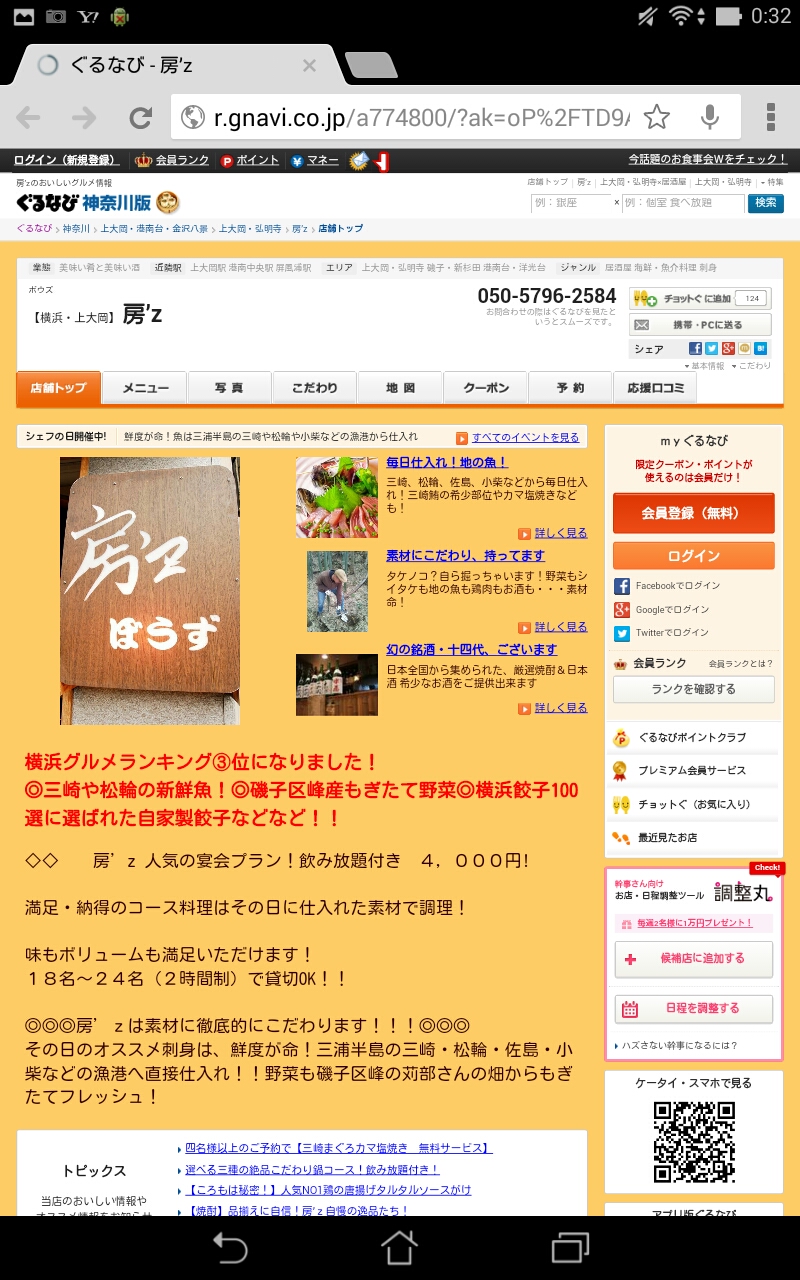 0:32
ぐるなび - 房'z
r.gnavi.co.jp/a774800/?ak=oP%2FTD9A
ログイン（新規登録） 会員ランク ポイント マネー 今話題のお食事会Wをチェック！
房'zのおいしいグルメ情報 店舗トップ | 房'z | 上大岡・弘明寺×居酒屋 | 上大岡・弘明寺 | 特集
ぐるなび 神奈川版 例：銀座 × 例：個室 食べ放題 検索
ぐるなび > 神奈川 > 上大岡・港南台・金沢八景 > 上大岡・弘明寺 > 房'z > 店舗トップ
業態 美味い肴と美味い酒 近隣駅 上大岡駅 港南中央駅 屏風浦駅 エリア 上大岡・弘明寺 磯子・新杉田 港南台・洋光台 ジャンル 居酒屋 海鮮・魚介料理 刺身
ボウズ
【横浜・上大岡】房'z
050-5796-2584
お問合わせの際はぐるなびを見たと
いうとスムーズです。
チョットぐに追加 124
携帯・PCに送る
シェア
基本情報 こだわり
店舗トップ メニュー 写真 こだわり 地図 クーポン 予約 応援口コミ
シェフの日開催中! 鮮度が命！魚は三浦半島の三崎や松輪や小柴などの漁港から仕入れ すべてのイベントを見る
房'z
ぼうず
毎日仕入れ！地の魚！
三崎、松輪、佐島、小柴などから毎日仕入
れ！三崎鮪の希少部位やカマ塩焼きなど
も！
詳しく見る
素材にこだわり、持ってます
タケノコ？自ら掘っちゃいます！野菜もシ
イタケも地の魚も鶏肉もお酒も・・・素材
命！
詳しく見る
幻の銘酒・十四代、ございます
日本全国から集められた、厳選焼酎＆日本
酒 希少なお酒をご提供出来ます
詳しく見る
横浜グルメランキング③位になりました！
◎三崎や松輪の新鮮魚！◎磯子区峰産もぎたて野菜◎横浜餃子100
選に選ばれた自家製餃子などなど！！
◇◇　　房’z 人気の宴会プラン！飲み放題付き　４，０００円!
満足・納得のコース料理はその日に仕入れた素材で調理！
味もボリュームも満足いただけます！
１８名～２４名（２時間制）で貸切OK！！
◎◎◎房’ｚは素材に徹底的にこだわります！！！◎◎◎
その日のオススメ刺身は、鮮度が命！三浦半島の三崎・松輪・佐島・小
柴などの漁港へ直接仕入れ！！野菜も磯子区峰の苅部さんの畑からもぎ
たてフレッシュ！
トピックス
当店のおいしい情報や
四名様以上のご予約で【三崎まぐろカマ塩焼き　無料サービス】
選べる三種の絶品こだわり鍋コース！飲み放題付き！
【ころもは秘密！】人気NO1鶏の唐揚げタルタルソースがけ
【焼酎】品揃えに自信！房'ｚ自慢の逸品たち！
myぐるなび
限定クーポン・ポイントが
使えるのは会員だけ！
会員登録（無料）
ログイン
Facebookでログイン
Googleでログイン
Twitterでログイン
会員ランク 会員ランクとは？
ランクを確認する
ぐるなびポイントクラブ
プレミアム会員サービス
チョットぐ（お気に入り）
最近見たお店
Check!
幹事さん向け
お店・日程調整ツール 調整丸
毎週2名様に1万円プレゼント！
候補店に追加する
日程を調整する
ハズさない幹事になるには？
ケータイ・スマホで見る
アプリ版ぐるなび